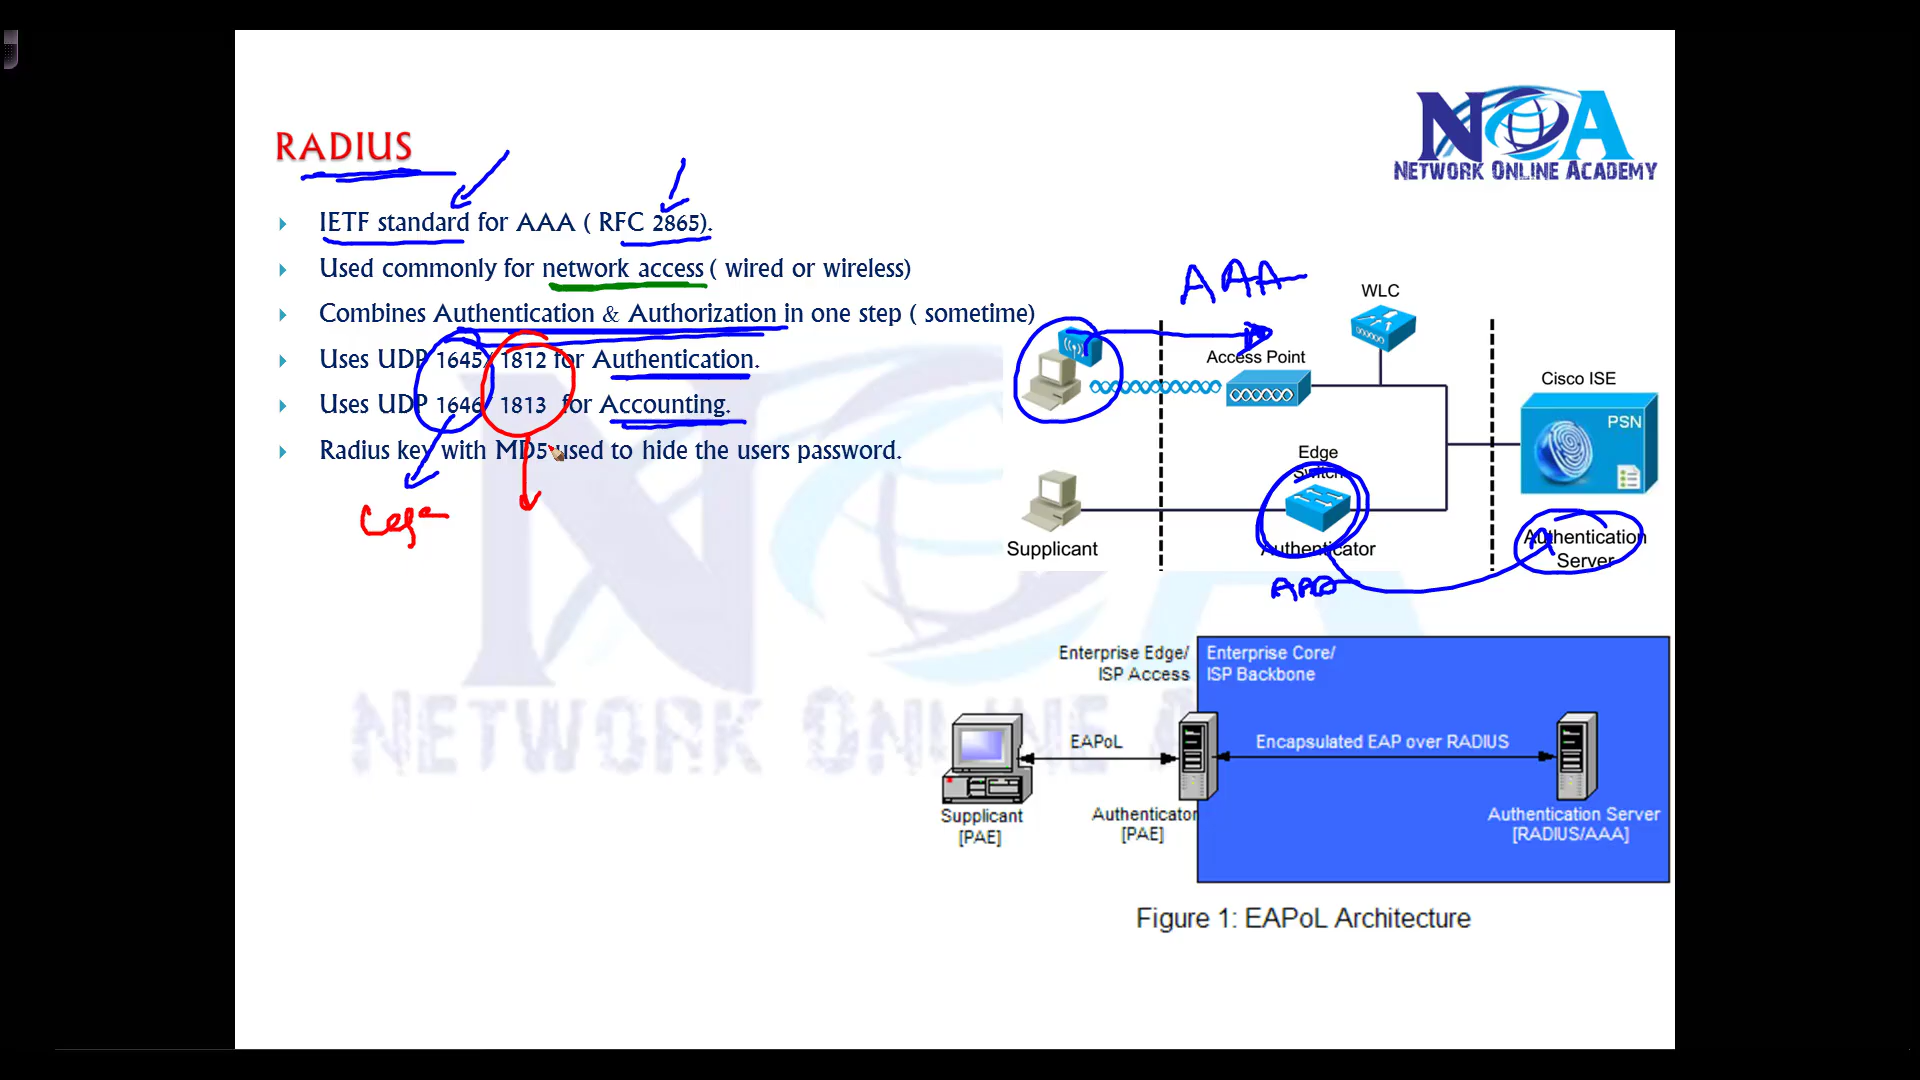 NOA
NETWORK ONLINE ACADEMY
RADIUS
IETF standard for AAA ( RFC 2865).
Used commonly for network access ( wired or wireless)
Combines Authentication & Authorization in one step ( sometime)
Uses UDP 1645/ 1812 for Authentication.
Uses UDP 1646/ 1813 for Accounting.
Radius key with MD5 used to hide the users password.
AAA
WLC
Access Point
Cisco ISE
PSN
Edge
Switch
Supplicant
Authenticator
Authentication
Server
Enterprise Edge/
ISP Access
Enterprise Core/
ISP Backbone
EAPoL
Encapsulated EAP over RADIUS
Supplicant
[PAE]
Authenticator
[PAE]
Authentication Server
[RADIUS/AAA]
Figure 1: EAPoL Architecture
NETWORK ONLINE A